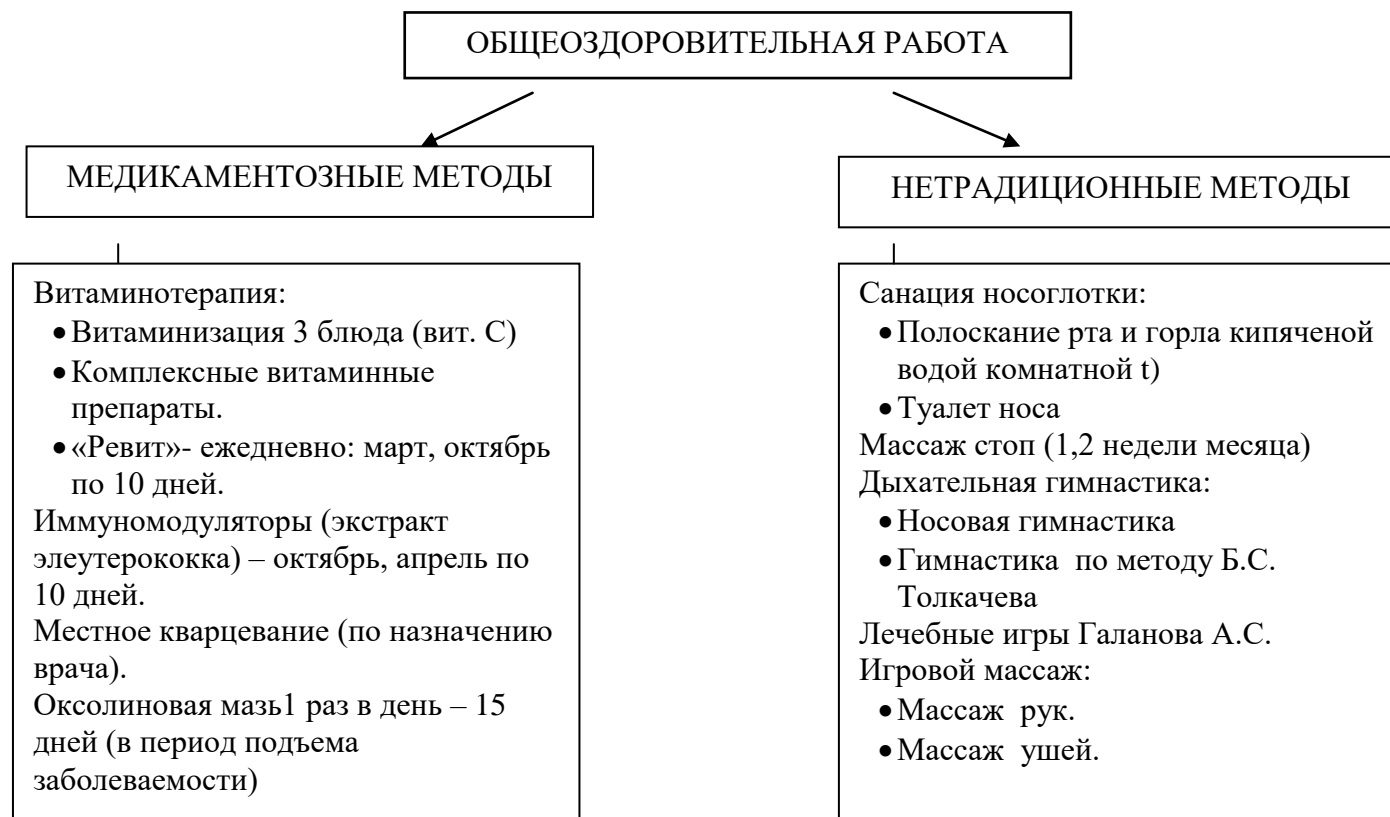 ОБЩЕОЗДОРОВИТЕЛЬНАЯ РАБОТА
МЕДИКАМЕНТОЗНЫЕ МЕТОДЫ
НЕТРАДИЦИОННЫЕ МЕТОДЫ
Витаминотерапия:
• Витаминизация 3 блюда (вит. С)
• Комплексные витаминные
препараты.
• «Ревит»- ежедневно: март, октябрь
по 10 дней.
Иммуномодуляторы (экстракт
элеутерококка) – октябрь, апрель по
10 дней.
Местное кварцевание (по назначению
врача).
Оксолиновая мазь1 раз в день – 15
дней (в период подъема
заболеваемости)
Санация носоглотки:
• Полоскание рта и горла кипяченой
водой комнатной t)
• Туалет носа
Массаж стоп (1,2 недели месяца)
Дыхательная гимнастика:
• Носовая гимнастика
• Гимнастика по методу Б.С.
Толкачева
Лечебные игры Галанова А.С.
Игровой массаж:
• Массаж рук.
• Массаж ушей.